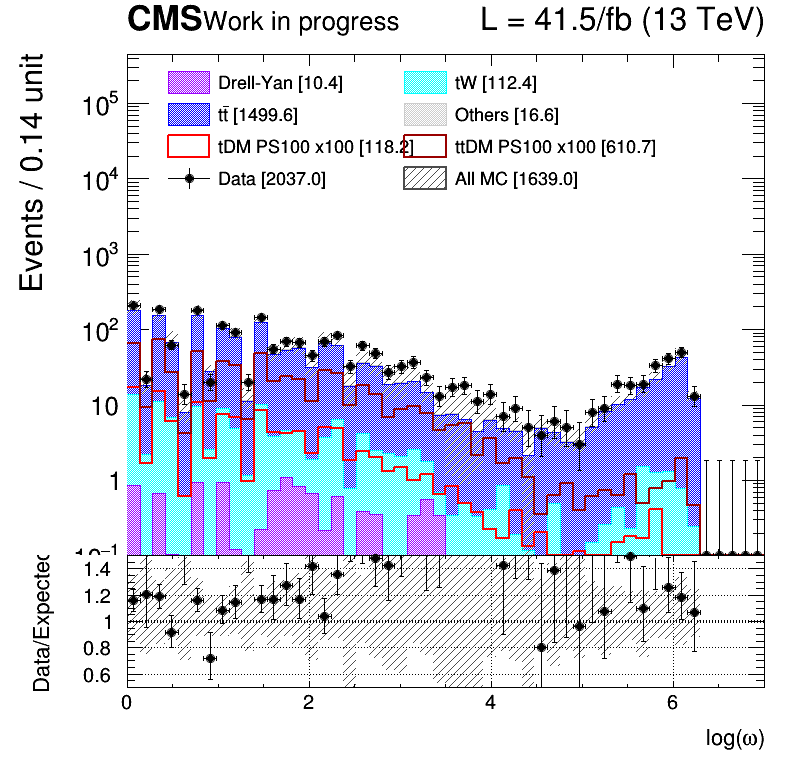 CMS Work in progress L = 41.5/fb (13 TeV)
Events / 0.14 unit
Drell-Yan [10.4] tW [112.4]
tt̄ [1499.6] Others [16.6]
tDM PS100 x100 [118.2] ttDM PS100 x100 [610.7]
Data [2037.0] All MC [1639.0]
10⁵
10⁴
10³
10²
10
1
10⁻¹
Data/Expected
1.4
1.2
1
0.8
0.6
0 2 4 6
log(ω)